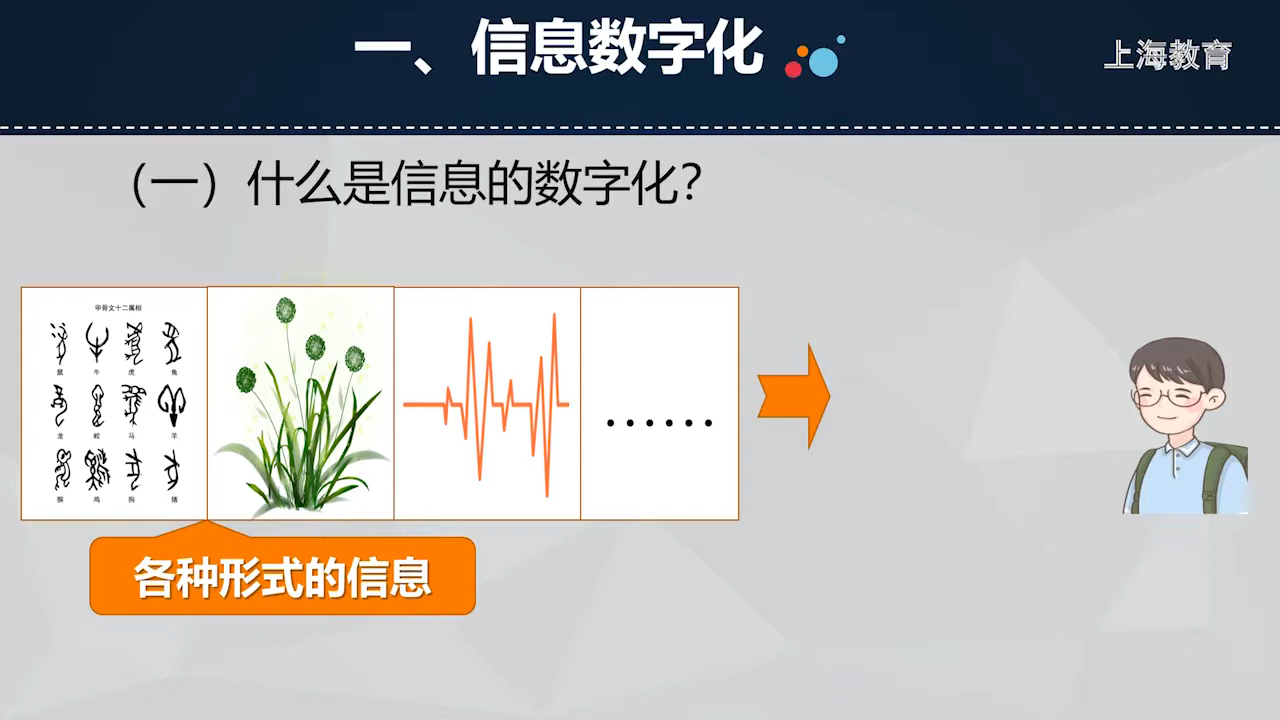 一、信息数字化
上海教育
（一）什么是信息的数字化？
甲骨文十二属相
鼠 牛 虎 兔
龙 蛇 马 羊
猴 鸡 狗 猪
……
各种形式的信息